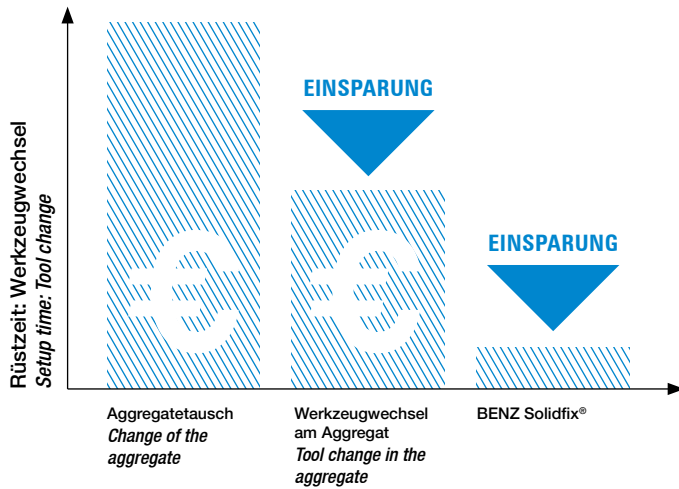 Rüstzeit: Werkzeugwechsel
Setup time: Tool change
€
EINSPARUNG
€
EINSPARUNG
Aggregatetausch
Change of the
aggregate
Werkzeugwechsel
am Aggregat
Tool change in the
aggregate
BENZ Solidfix®